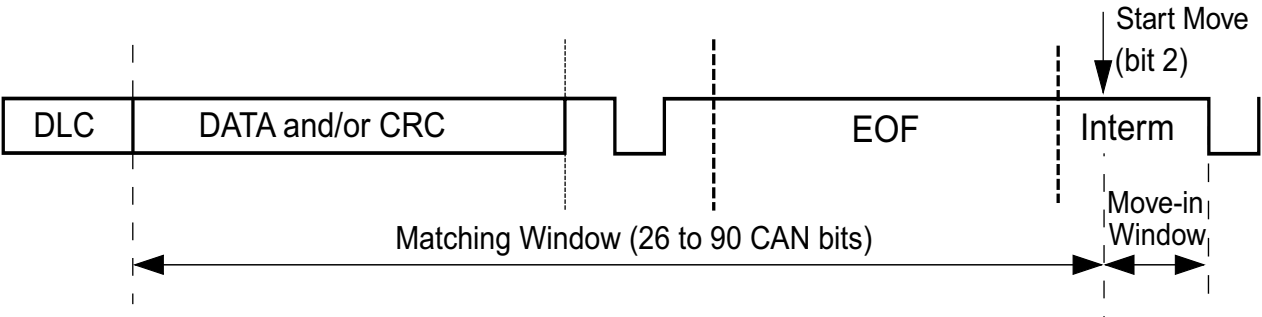 Start Move
(bit 2)
DLC
DATA and/or CRC
EOF
Interm
Move-in
Window
Matching Window (26 to 90 CAN bits)